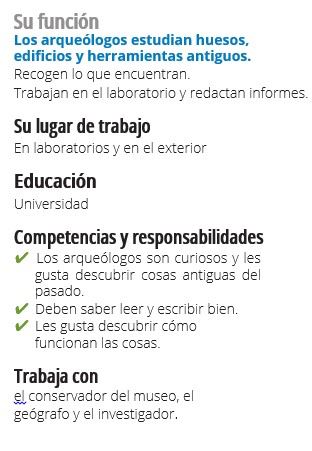 Su función
Los arqueólogos estudian huesos,
edificios y herramientas antiguos.
Recogen lo que encuentran.
Trabajan en el laboratorio y redactan informes.
Su lugar de trabajo
En laboratorios y en el exterior
Educación
Universidad
Competencias y responsabilidades
✔ Los arqueólogos son curiosos y les
gusta descubrir cosas antiguas del
pasado.
✔ Deben saber leer y escribir bien.
✔ Les gusta descubrir cómo
funcionan las cosas.
Trabaja con
el conservador del museo, el
geógrafo y el investigador.